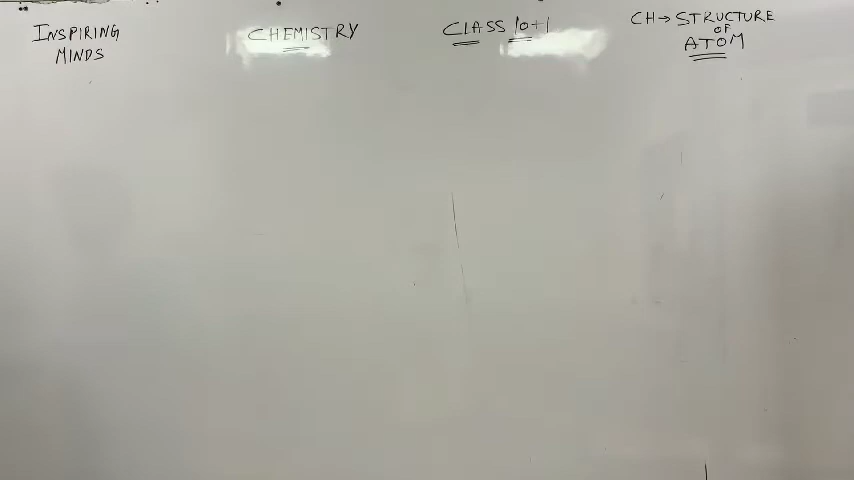 INSPIRING
MINDS
CHEMISTRY
CLASS 10+1
CH→ STRUCTURE
OF
ATOM